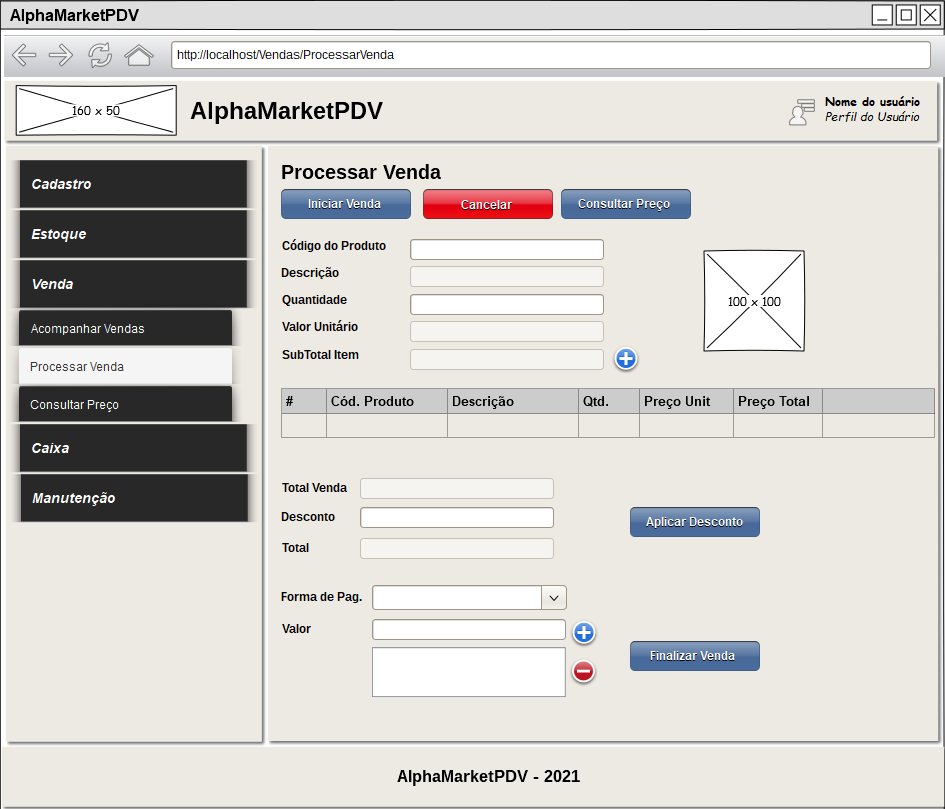 AlphaMarketPDV
http://localhost/Vendas/ProcessarVenda
160 x 50
AlphaMarketPDV
Nome do usuário
Perfil do Usuário
Cadastro
Estoque
Venda
Acompanhar Vendas
Processar Venda
Consultar Preço
Caixa
Manutenção
Processar Venda
Iniciar Venda
Cancelar
Consultar Preço
Código do Produto
Descrição
Quantidade
Valor Unitário
SubTotal Item
100 x 100
# Cód. Produto Descrição Qtd. Preço Unit Preço Total
Total Venda
Desconto
Aplicar Desconto
Total
Forma de Pag.
Valor
Finalizar Venda
AlphaMarketPDV - 2021